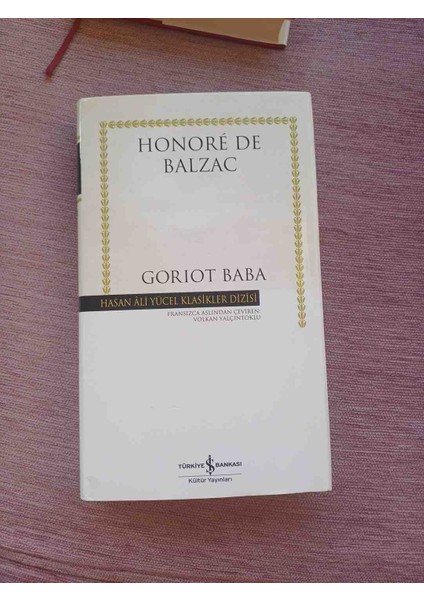 HONORÉ DE
BALZAC
GORIOT BABA
HASAN ÂLİ YÜCEL KLASİKLER DİZİSİ
FRANSIZCA ASLINDAN ÇEVİREN:
VOLKAN YALÇINTOKLU
TÜRKİYE İŞ BANKASI
Kültür Yayınları